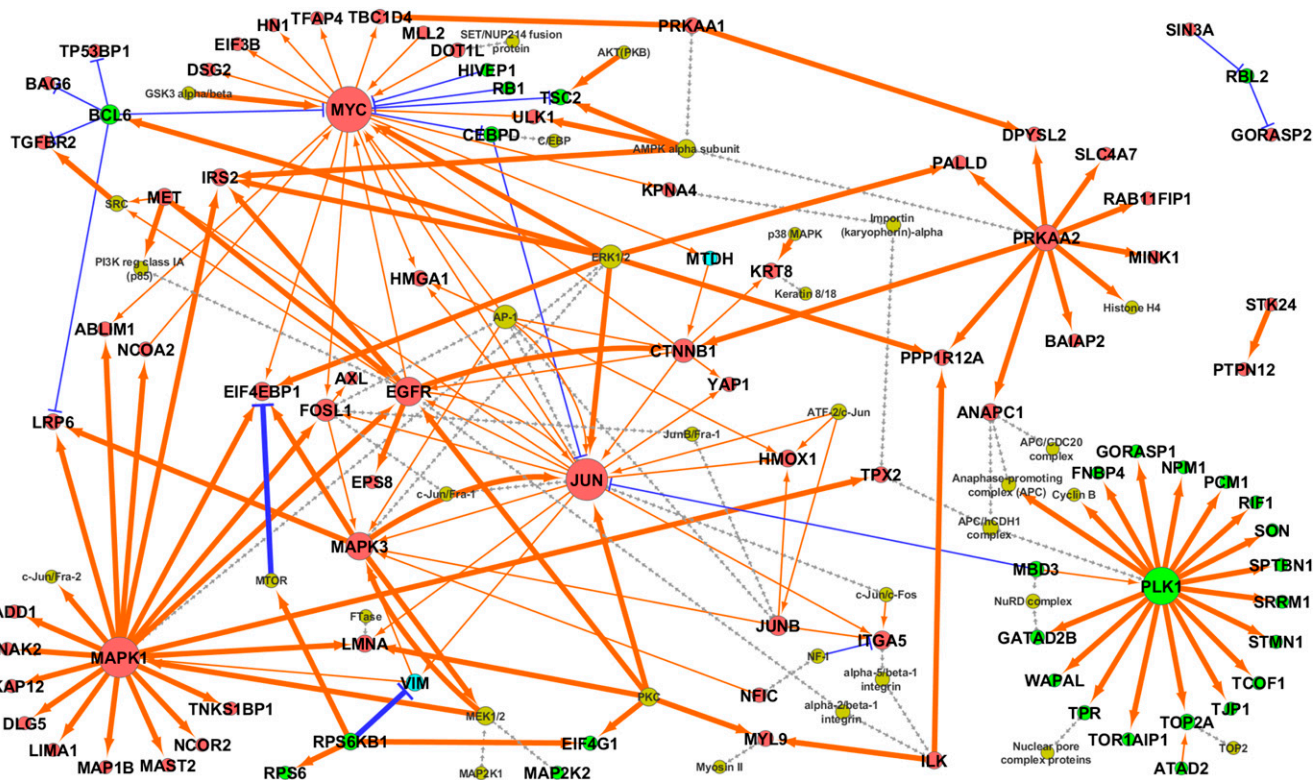 HN1
TFAP4
TBC1D4
MLL2
PRKAA1
SIN3A
TP53BP1
EIF3B
DOT1L
SET/NUP214 fusion
protein
AKT(PKB)
BAG6
DSG2
HIVEP1
RBL2
GSK3 alpha/beta
RB1
TSC2
BCL6
MYC
ULK1
CEBPD
C/EBP
AMPK alpha subunit
DPYSL2
GORASP2
TGFBR2
PALLD
SLC4A7
IRS2
KPNA4
MET
SRC
RAB11FIP1
Importin
(karyopherin)-alpha
p38 MAPK
PRKAA2
PI3K reg class IA
(p85)
ERK1/2
MTDH
MINK1
HMGA1
KRT8
Keratin 8/18
Histone H4
STK24
AP-1
ABLIM1
NCOA2
CTNNB1
BAIAP2
PPP1R12A
PTPN12
AXL
EIF4EBP1
EGFR
YAP1
FOSL1
LRP6
ATF-2/c-Jun
ANAPC1
JunB/Fra-1
APC/CDC20
complex
GORASP1
HMOX1
NPM1
FNBP4
EPS8
JUN
TPX2
Anaphase-promoting
complex (APC)
PCM1
c-Jun/Fra-1
Cyclin B
RIF1
APC/hCDH1
complex
SON
MAPK3
MTOR
MBD3
SPTBN1
c-Jun/Fra-2
PLK1
c-Jun/c-Fos
NuRD complex
SRRM1
ADD1
FTase
JUNB
ITGA5
GATAD2B
STMN1
NAK2
LMNA
MAPK1
NF-I
alpha-5/beta-1
integrin
WAPAL
TCOF1
KAP12
VIM
PKC
NFIC
alpha-2/beta-1
integrin
TPR
TJP1
TNKS1BP1
MEK1/2
TOP2A
DLG5
NCOR2
RPS6KB1
EIF4G1
MYL9
TOR1AIP1
TOP2
LIMA1
ILK
Nuclear pore
complex proteins
MAP1B
MAST2
RPS6
MAP2K1
MAP2K2
Myosin II
ATAD2